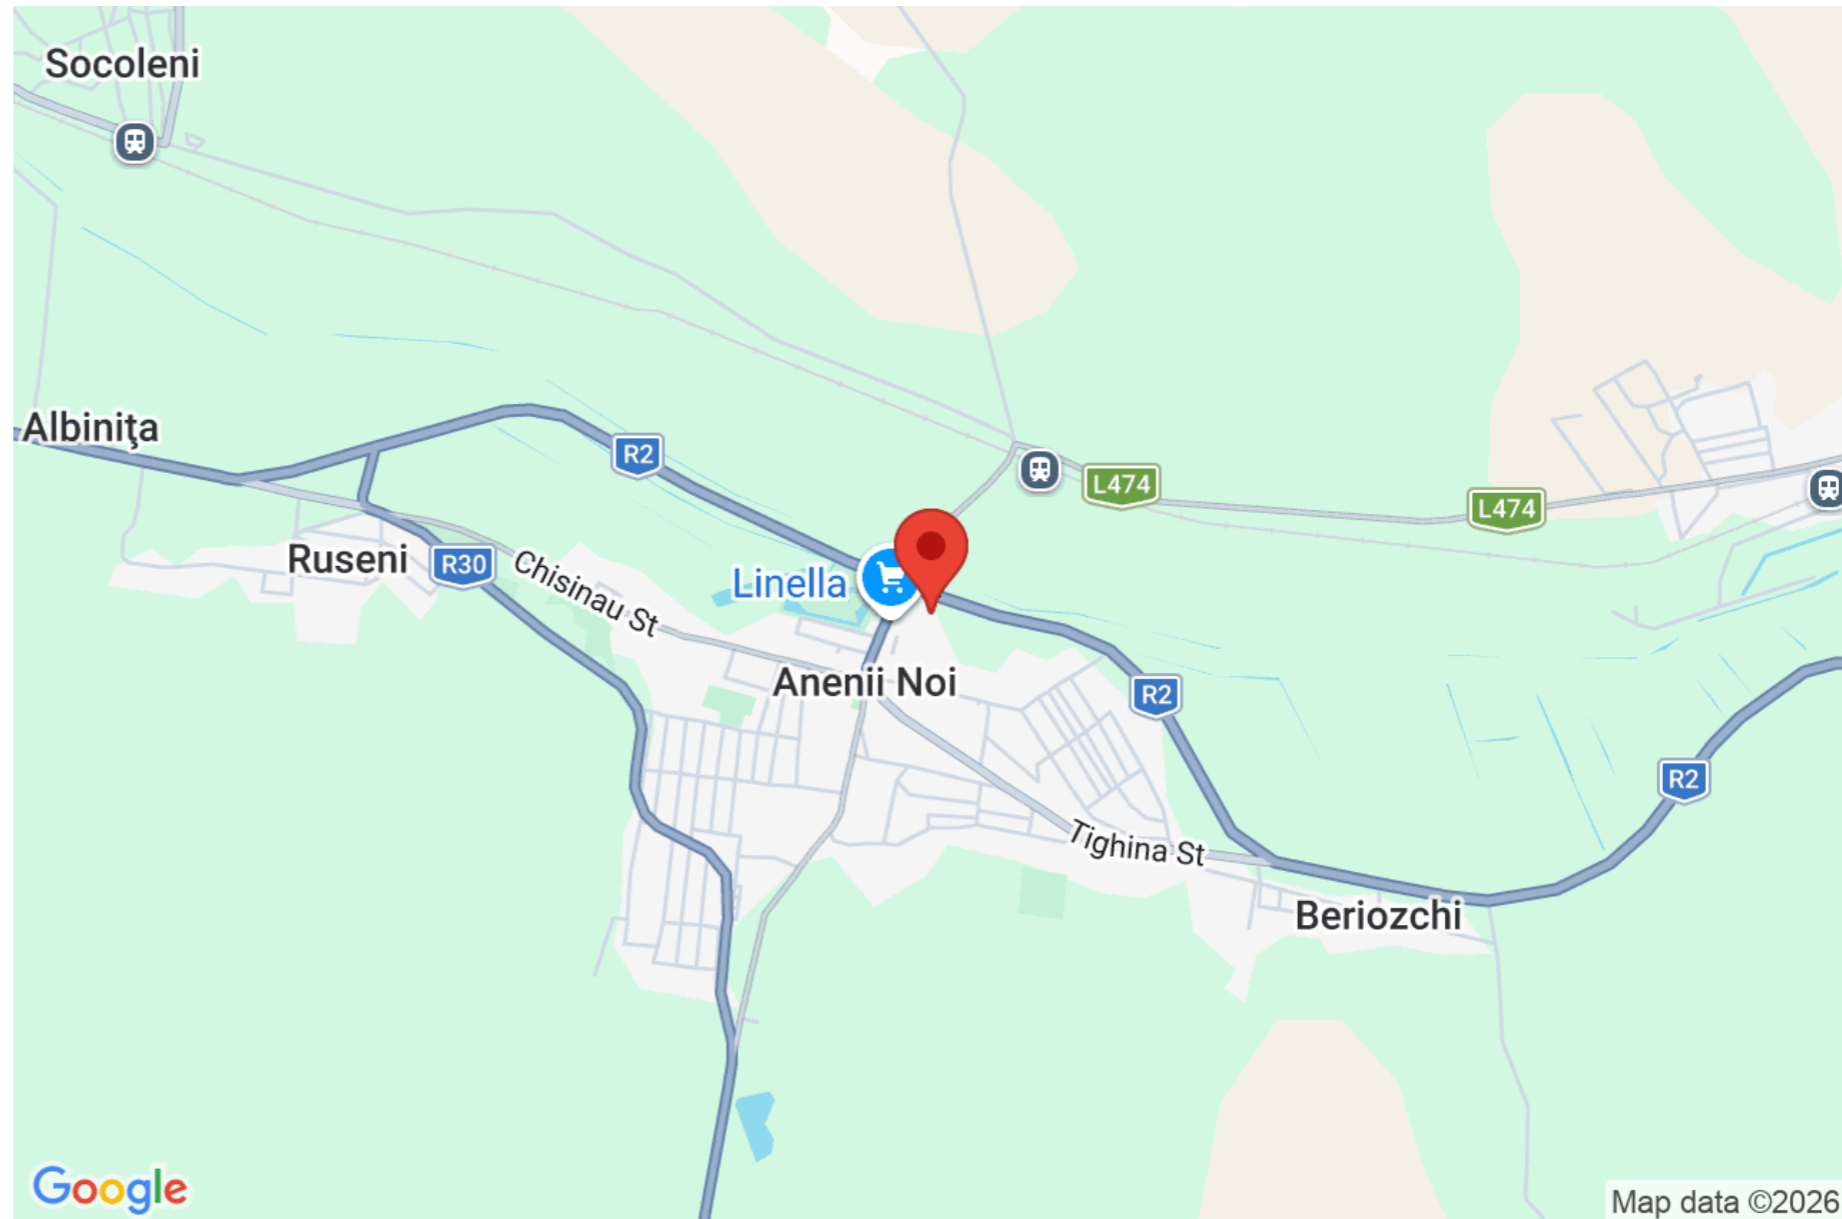 Socoleni
Albiniţa
R2
L474
L474
Ruseni
R30
Chisinau St
Linella
Anenii Noi
R2
R2
Tighina St
Beriozchi
Google
Map data ©2026